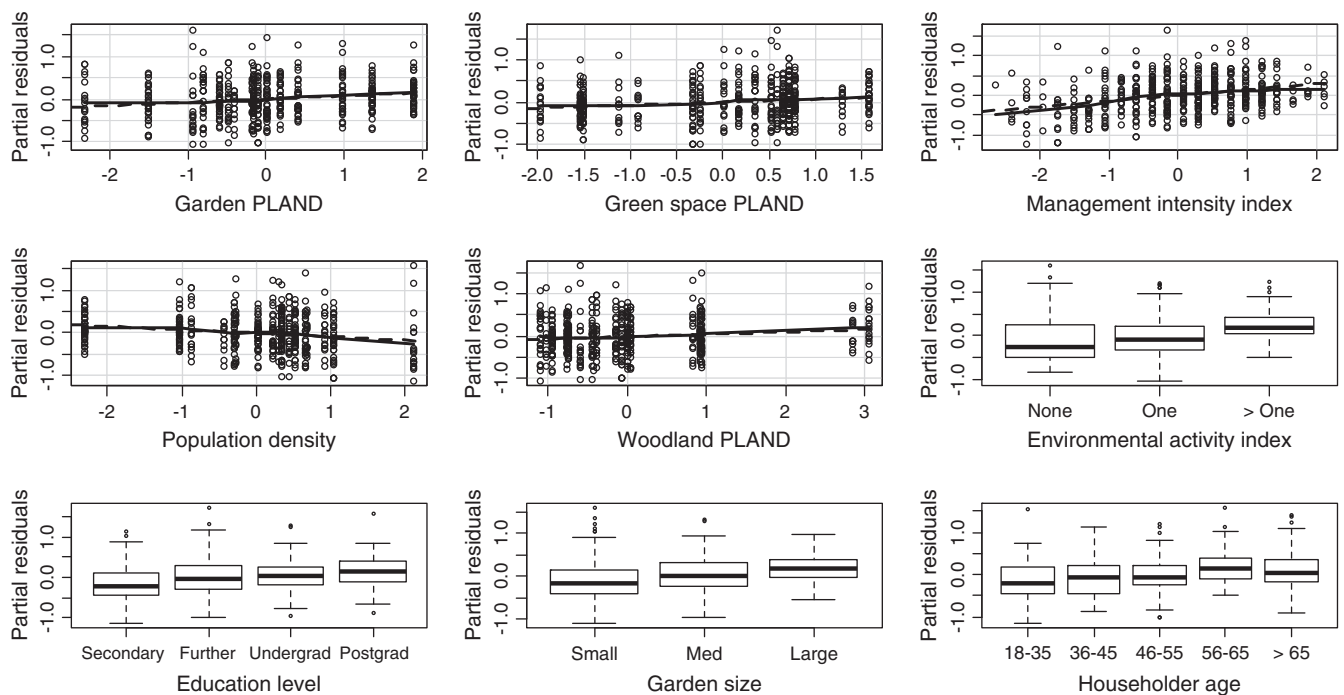 Partial residuals
1.0
0.0
-1.0
-2 -1 0 1 2
Garden PLAND
Partial residuals
1.0
0.0
-1.0
-2.0 -1.5 -1.0 -0.5 0.0 0.5 1.0 1.5
Green space PLAND
Partial residuals
1.0
0.0
-1.0
-2 -1 0 1 2
Management intensity index
Partial residuals
1.0
0.0
-1.0
-2 -1 0 1 2
Population density
Partial residuals
1.0
0.0
-1.0
-1 0 1 2 3
Woodland PLAND
Partial residuals
1.0
0.0
-1.0
None One > One
Environmental activity index
Partial residuals
1.0
0.0
-1.0
Secondary Further Undergrad Postgrad
Education level
Partial residuals
1.0
0.0
-1.0
Small Med Large
Garden size
Partial residuals
1.0
0.0
-1.0
18-35 36-45 46-55 56-65 > 65
Householder age